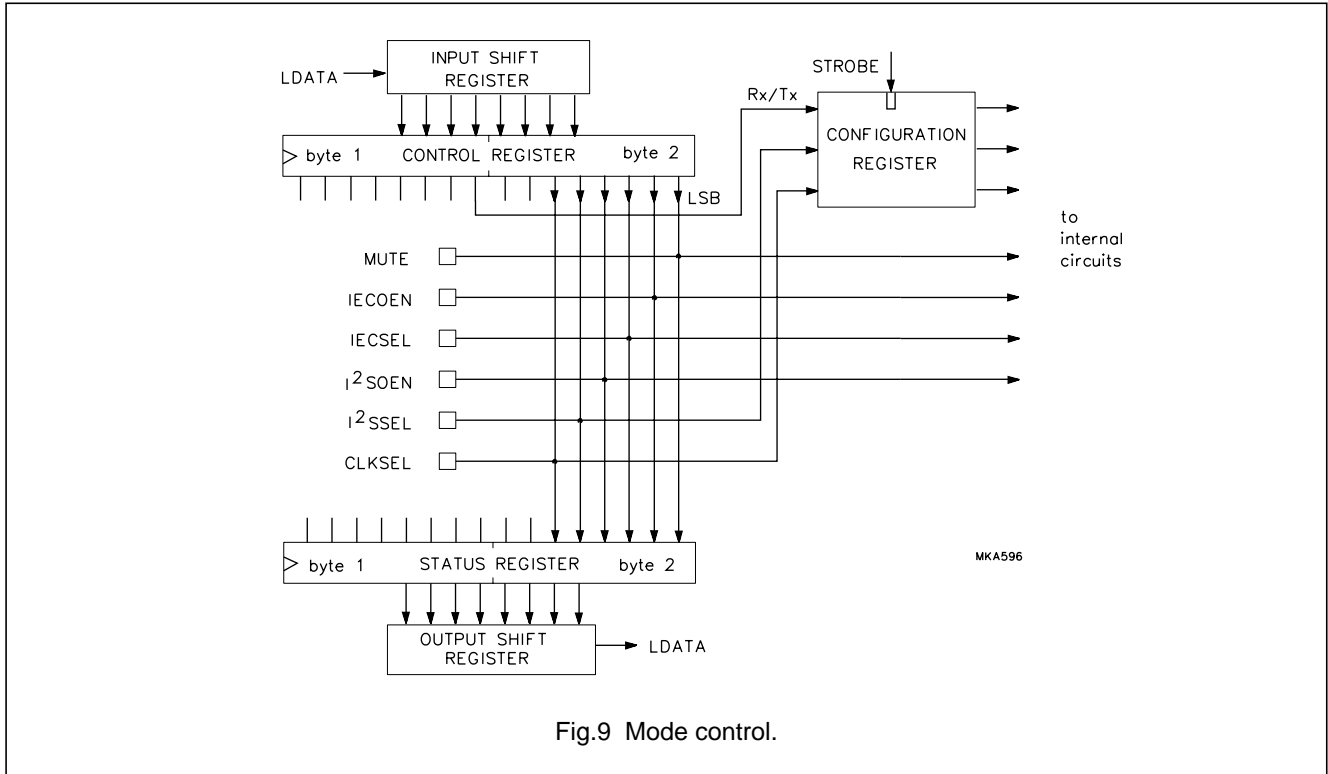 INPUT SHIFT
REGISTER
LDATA
STROBE
Rx/Tx
CONFIGURATION
REGISTER
byte 1 CONTROL REGISTER byte 2
LSB
to
internal
circuits
MUTE
IECOEN
IECSEL
I²SOEN
I²SSEL
CLKSEL
byte 1 STATUS REGISTER byte 2
MKA596
OUTPUT SHIFT
REGISTER
LDATA
Fig.9 Mode control.